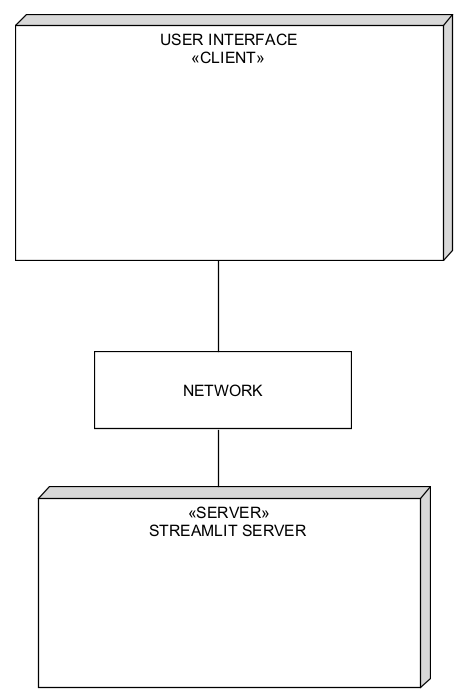 USER INTERFACE
«CLIENT»
NETWORK
«SERVER»
STREAMLIT SERVER